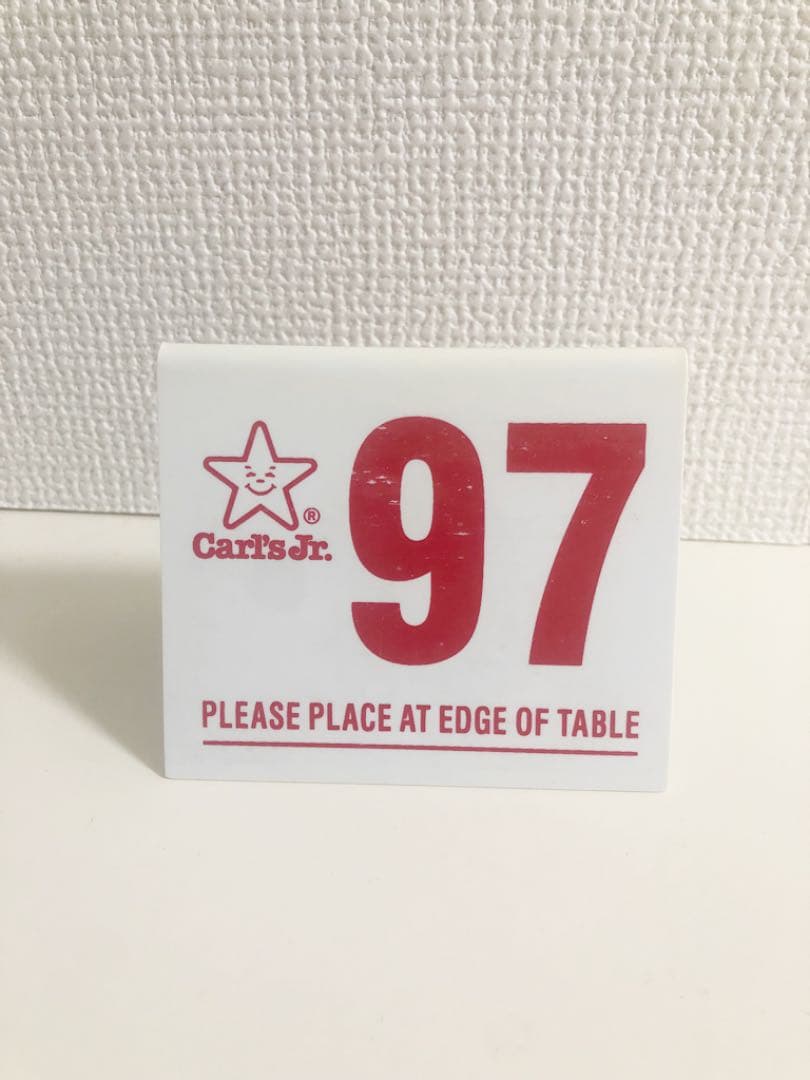 97
®
Carl's Jr.
PLEASE PLACE AT EDGE OF TABLE